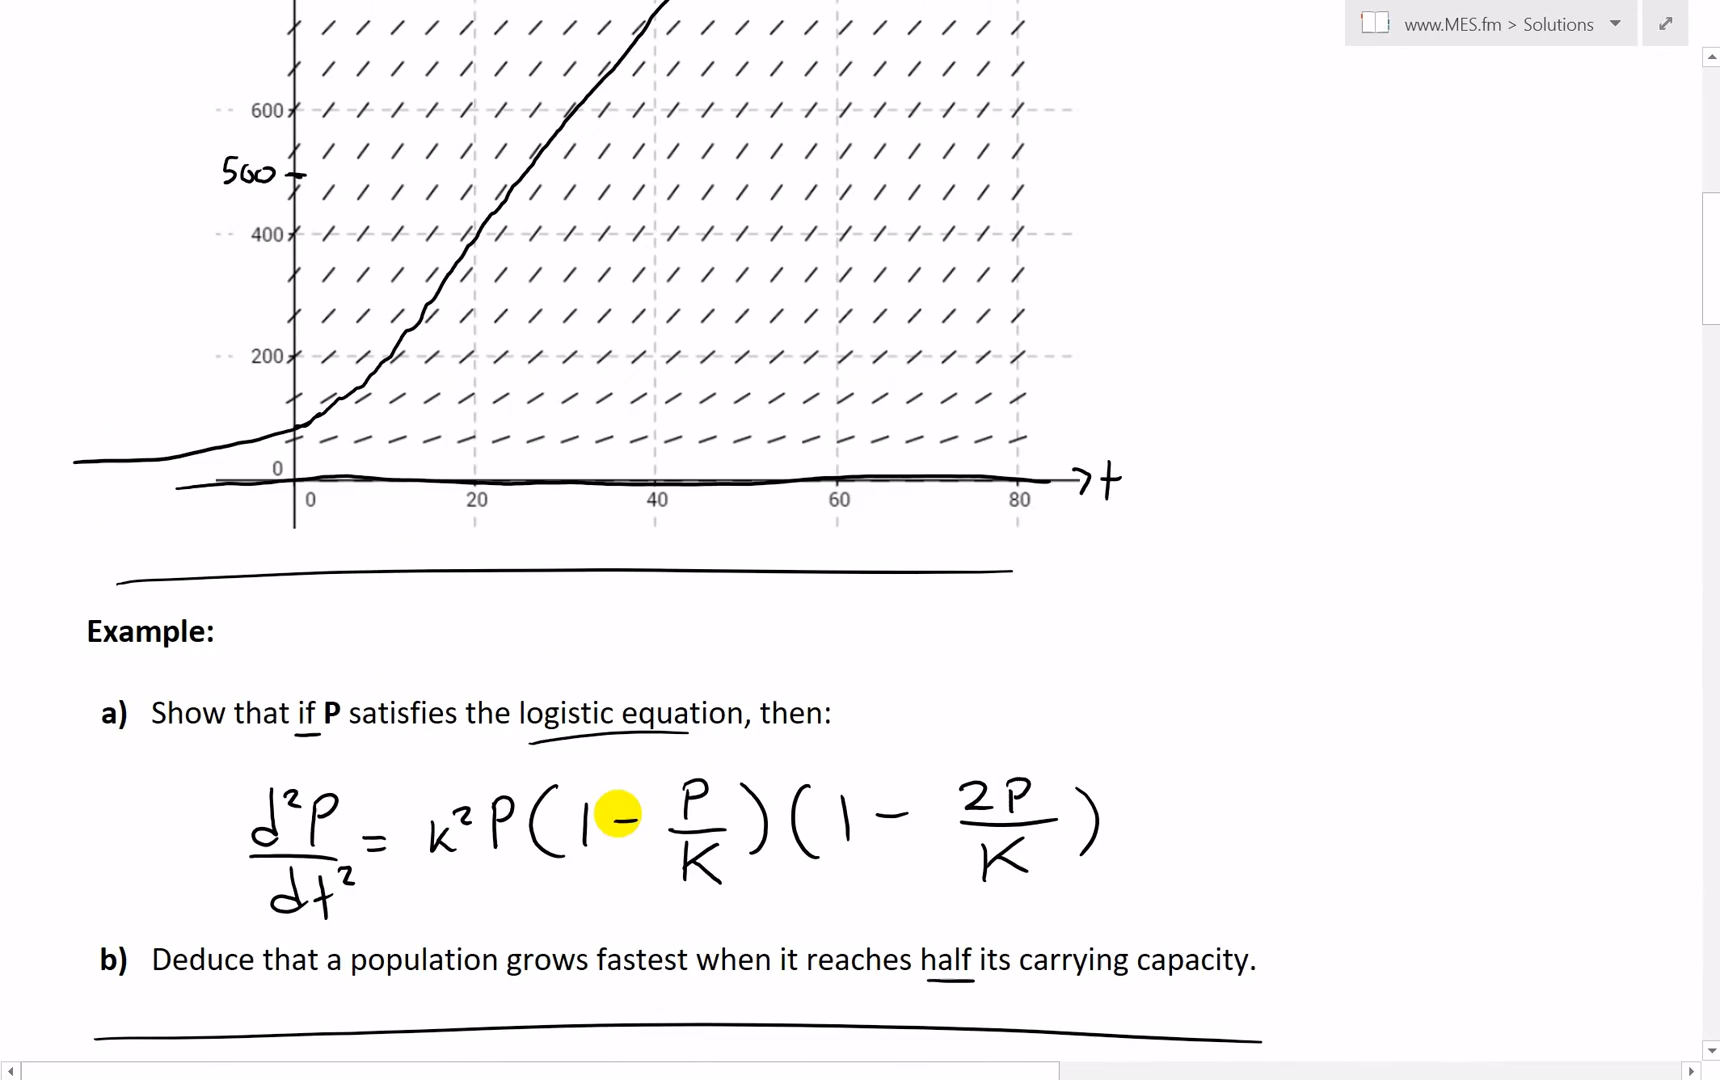 www.MES.fm > Solutions
600
500
400
200
0
0 20 40 60 80
t
Example:
a) Show that if P satisfies the logistic equation, then:
d²P/dt² = k²P(1 - P/K)(1 - 2P/K)
b) Deduce that a population grows fastest when it reaches half its carrying capacity.